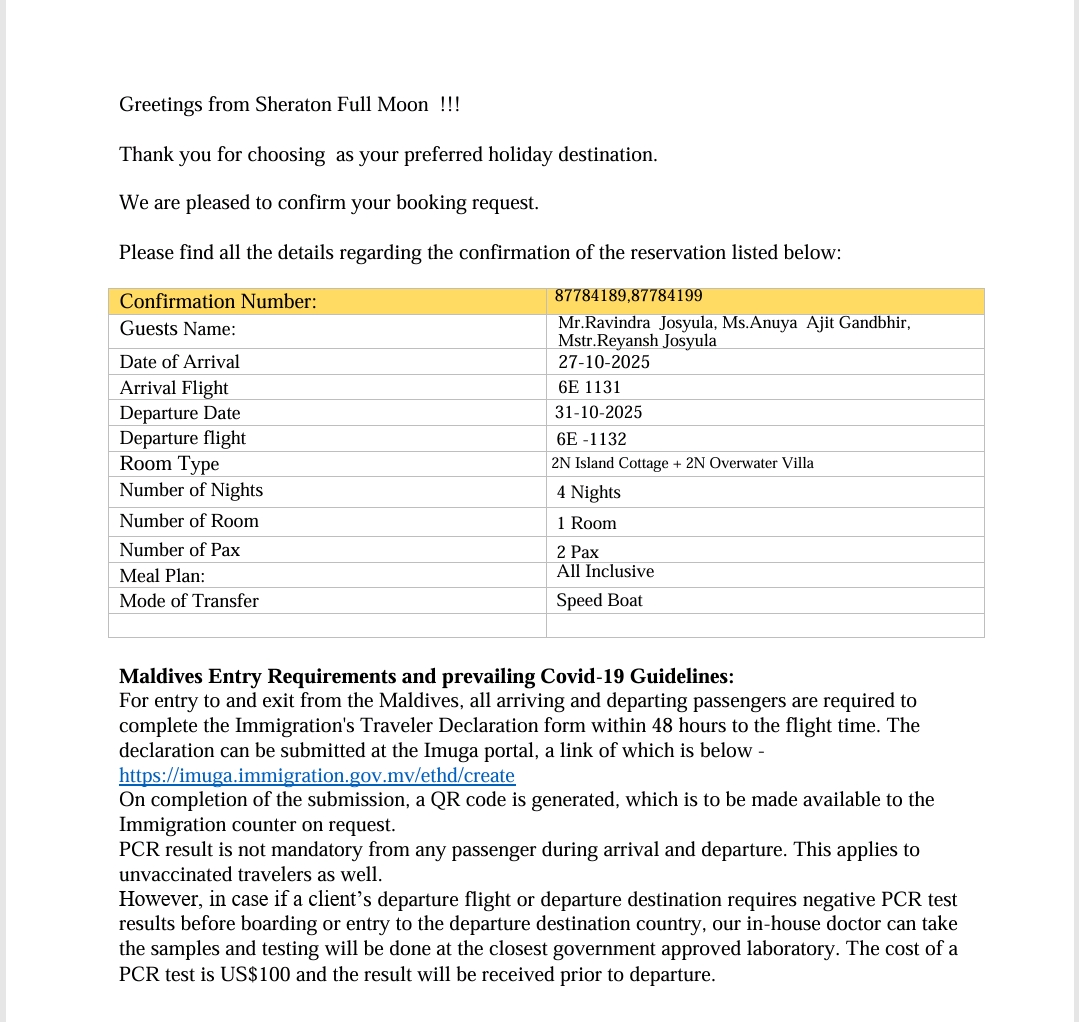 Greetings from Sheraton Full Moon  !!!
Thank you for choosing  as your preferred holiday destination.
We are pleased to confirm your booking request.
Please find all the details regarding the confirmation of the reservation listed below:
Confirmation Number: 87784189,87784199
Guests Name: Mr.Ravindra  Josyula, Ms.Anuya  Ajit Gandbhir,
Mstr.Reyansh Josyula
Date of Arrival 27-10-2025
Arrival Flight 6E 1131
Departure Date 31-10-2025
Departure flight 6E -1132
Room Type 2N Island Cottage + 2N Overwater Villa
Number of Nights 4 Nights
Number of Room 1 Room
Number of Pax 2 Pax
Meal Plan: All Inclusive
Mode of Transfer Speed Boat
Maldives Entry Requirements and prevailing Covid-19 Guidelines:
For entry to and exit from the Maldives, all arriving and departing passengers are required to
complete the Immigration's Traveler Declaration form within 48 hours to the flight time. The
declaration can be submitted at the Imuga portal, a link of which is below -
https://imuga.immigration.gov.mv/ethd/create
On completion of the submission, a QR code is generated, which is to be made available to the
Immigration counter on request.
PCR result is not mandatory from any passenger during arrival and departure. This applies to
unvaccinated travelers as well.
However, in case if a client’s departure flight or departure destination requires negative PCR test
results before boarding or entry to the departure destination country, our in-house doctor can take
the samples and testing will be done at the closest government approved laboratory. The cost of a
PCR test is US$100 and the result will be received prior to departure.